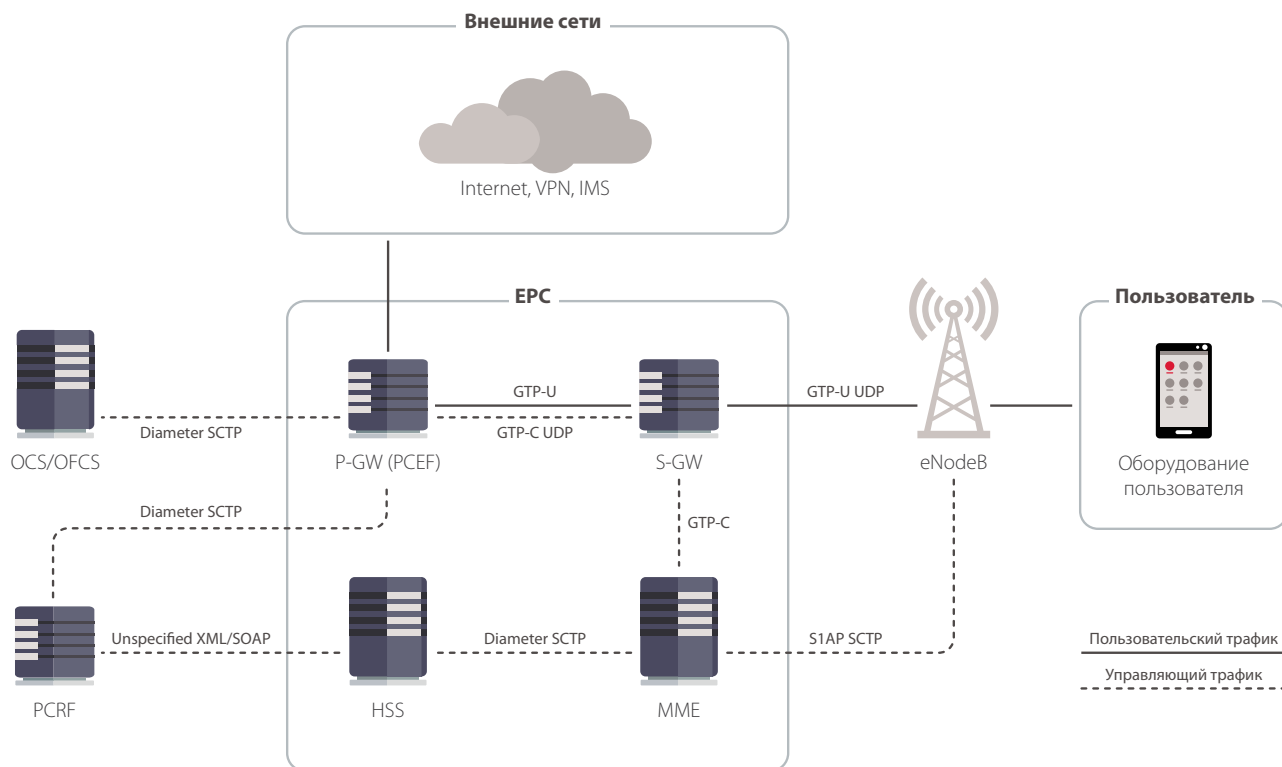 Внешние сети
Internet, VPN, IMS
EPC
Пользователь
GTP-U
GTP-U UDP
Diameter SCTP
GTP-C UDP
OCS/OFCS
P-GW (PCEF)
S-GW
eNodeB
Оборудование
пользователя
Diameter SCTP
GTP-C
Unspecified XML/SOAP
Diameter SCTP
S1AP SCTP
Пользовательский трафик
Управляющий трафик
PCRF
HSS
MME